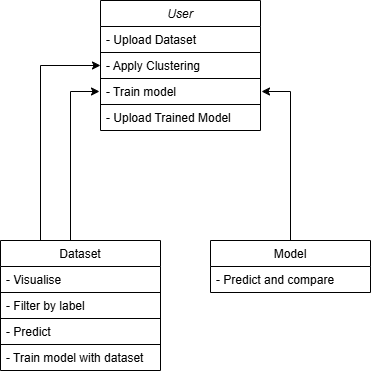 User
- Upload Dataset
- Apply Clustering
- Train model
- Upload Trained Model
Dataset
- Visualise
- Filter by label
- Predict
- Train model with dataset
Model
- Predict and compare